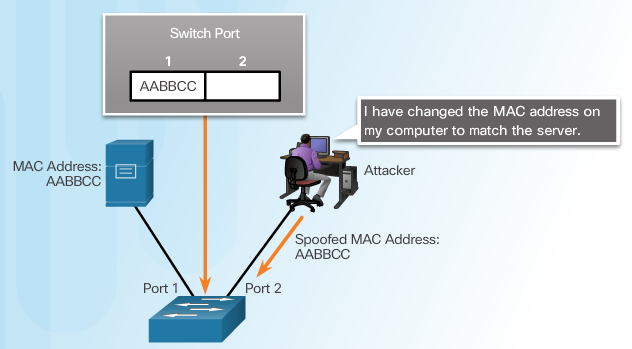 Switch Port
1 2
AABBCC
I have changed the MAC address on
my computer to match the server.
MAC Address:
AABBCC
Attacker
Spoofed MAC Address:
AABBCC
Port 1
Port 2